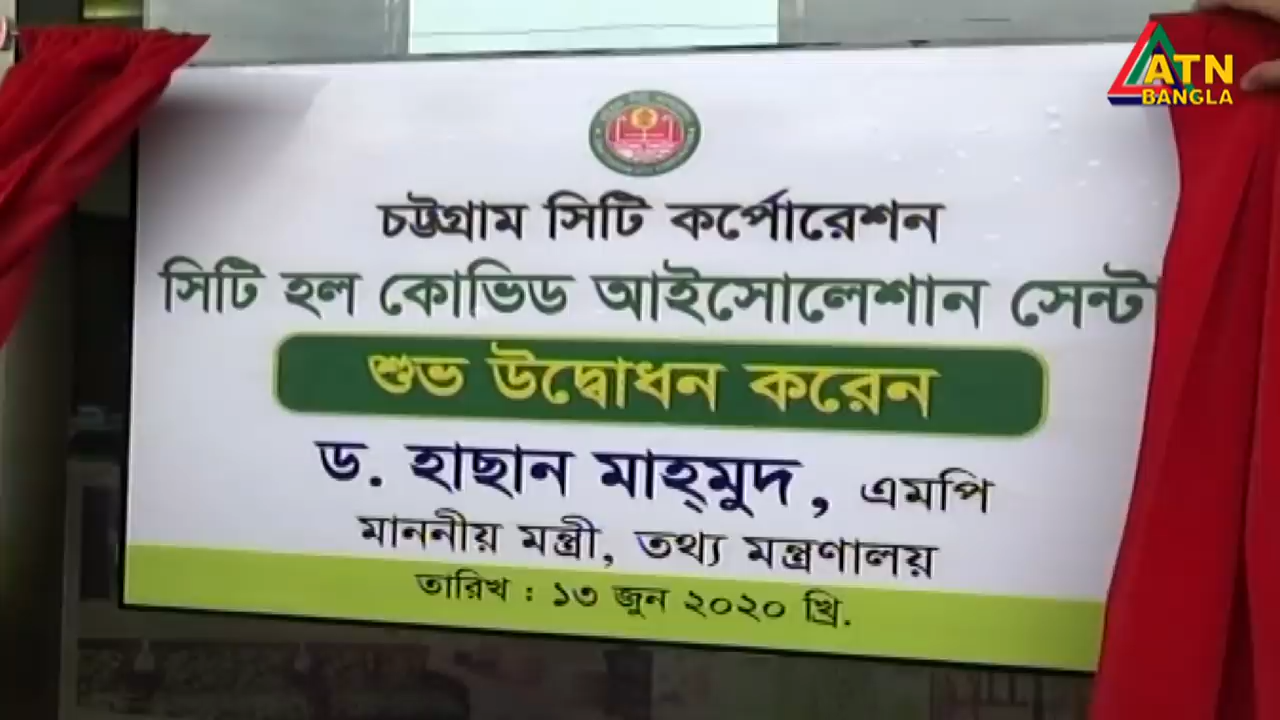 ATN
BANGLA
চট্টগ্রাম সিটি কর্পোরেশন
সিটি হল কোভিড আইসোলেশান সেন্টা
শুভ উদ্বোধন করেন
ড. হাছান মাহ্‌মুদ, এমপি
মাননীয় মন্ত্রী, তথ্য মন্ত্রণালয়
তারিখ : ১৩ জুন ২০২০ খ্রি.